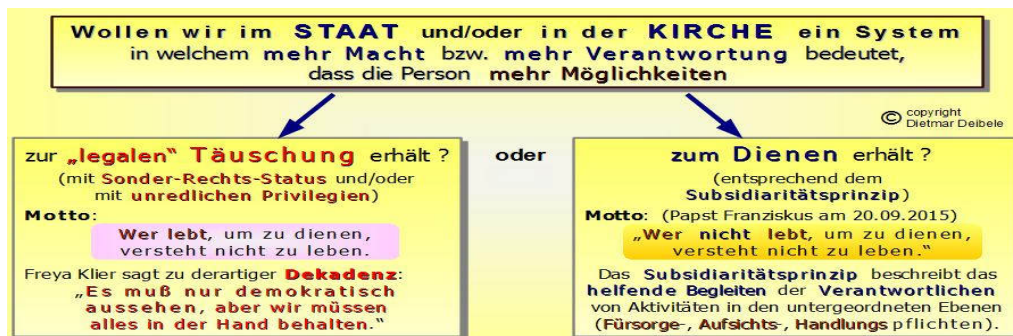 Wollen wir im STAAT und/oder in der KIRCHE ein System
in welchem mehr Macht bzw. mehr Verantwortung bedeutet,
dass die Person mehr Möglichkeiten
© copyright
Dietmar Deibele
zur „legalen“ Täuschung erhält ?
(mit Sonder-Rechts-Status und/oder
mit unredlichen Privilegien)
Motto:
Wer lebt, um zu dienen,
versteht nicht zu leben.
Freya Klier sagt zu derartiger Dekadenz:
„Es muß nur demokratisch
aussehen, aber wir müssen
alles in der Hand behalten.“
oder
zum Dienen erhält ?
(entsprechend dem
Subsidiaritätsprinzip)
Motto: (Papst Franziskus am 20.09.2015)
„Wer nicht lebt, um zu dienen,
versteht nicht zu leben.“
Das Subsidiaritätsprinzip beschreibt das
helfende Begleiten der Verantwortlichen
von Aktivitäten in den untergeordneten Ebenen
(Fürsorge-, Aufsichts-, Handlungspflichten).